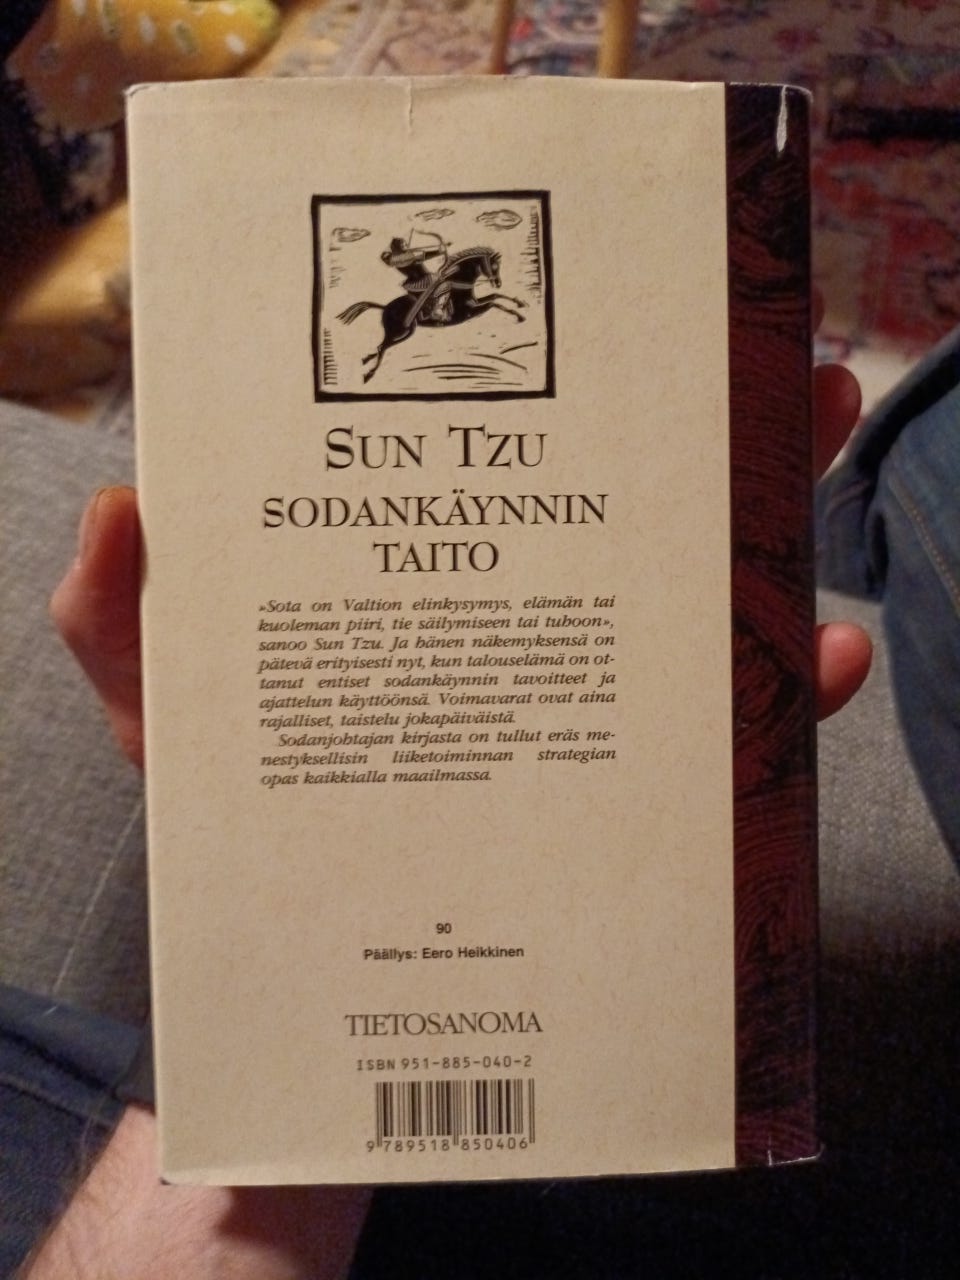 SUN TZU
SODANKÄYNNIN
TAITO
»Sota on Valtion elinkysymys, elämän tai
kuoleman piiri, tie säilymiseen tai tuhoon»,
sanoo Sun Tzu. Ja hänen näkemyksensä on
pätevä erityisesti nyt, kun talouselämä on ot-
tanut entiset sodankäynnin tavoitteet ja
ajattelun käyttöönsä. Voimavarat ovat aina
rajalliset, taistelu jokapäiväistä.
Sodanjohtajan kirjasta on tullut eräs me-
nestyksellisin liiketoiminnan strategian
opas kaikkialla maailmassa.
90
Päällys: Eero Heikkinen
TIETOSANOMA
ISBN 951-885-040-2
9 789518 850406